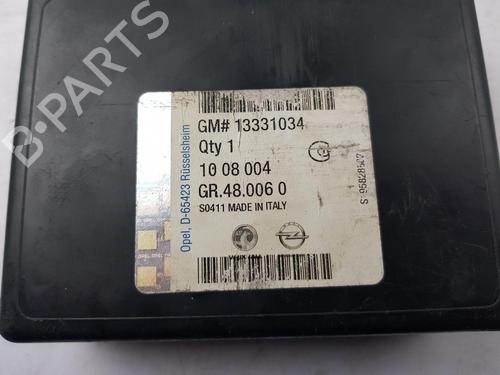 GM# 13331034
Qty 1
10 08 004
GR.48.006 0
S0411 MADE IN ITALY
Opel, D-65423 Rüsselsheim
B-PARTS